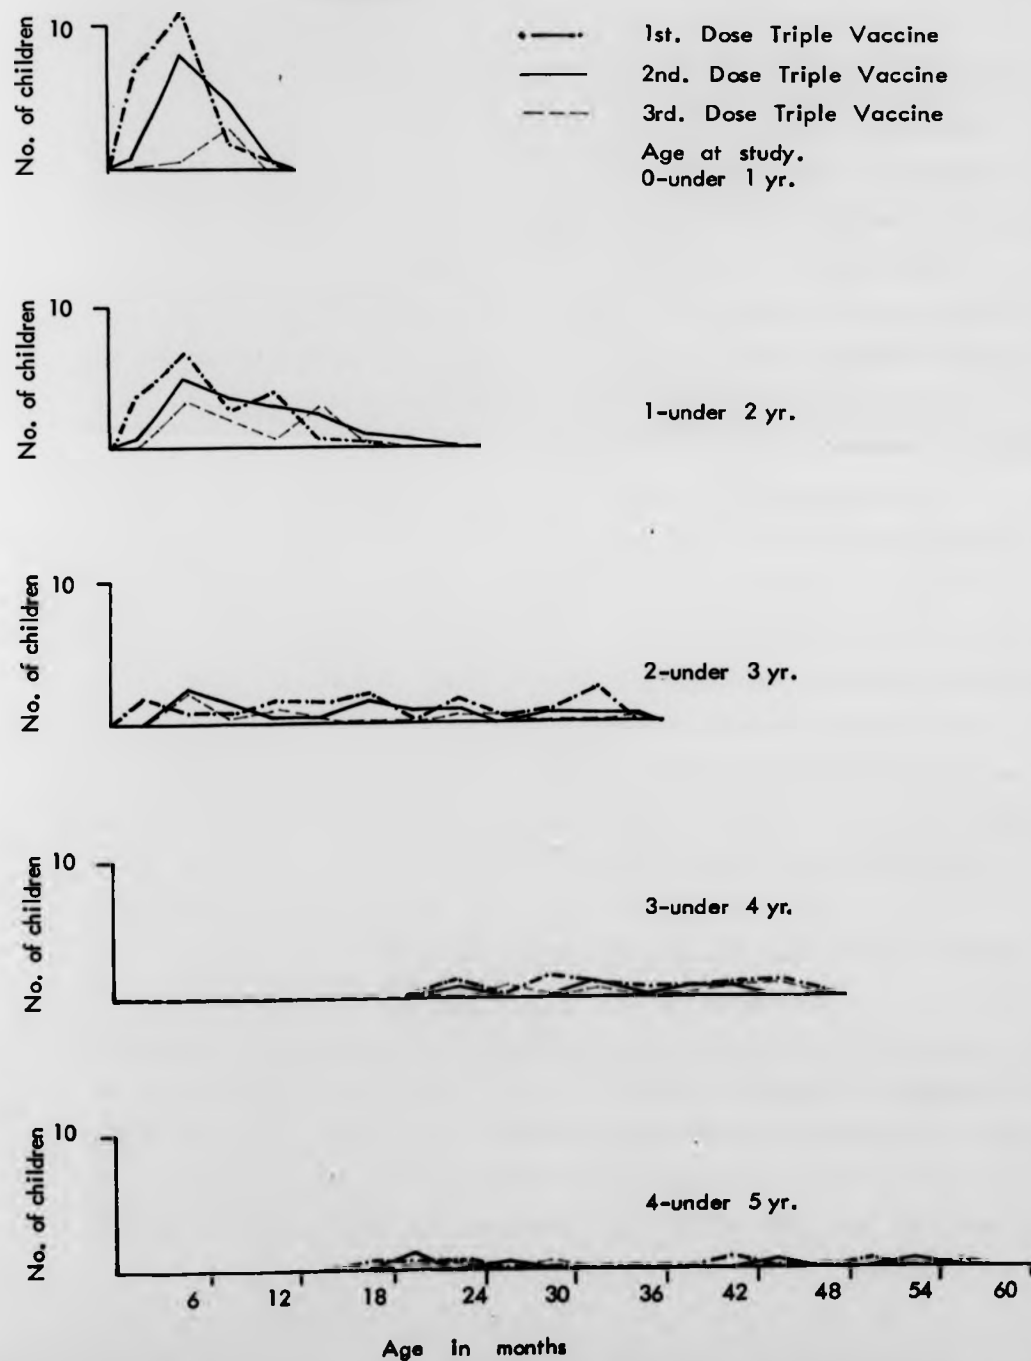 No. of children
10
1st. Dose Triple Vaccine
2nd. Dose Triple Vaccine
3rd. Dose Triple Vaccine
Age at study.
0-under 1 yr.
No. of children
10
1-under 2 yr.
No. of children
10
2-under 3 yr.
No. of children
10
3-under 4 yr.
No. of children
10
4-under 5 yr.
6 12 18 24 30 36 42 48 54 60
Age in months